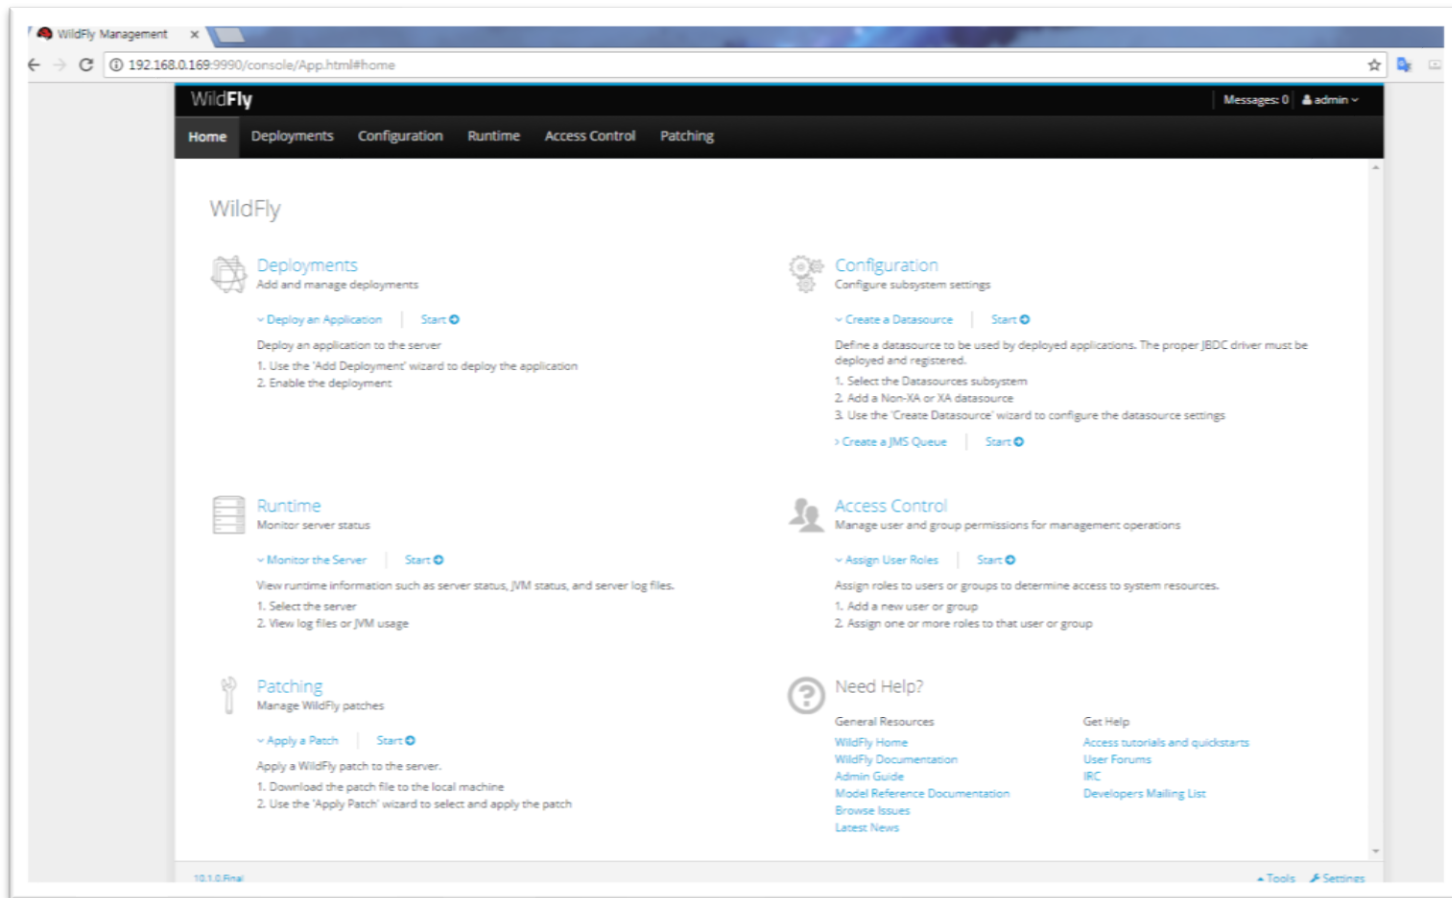 WildFly Management
192.168.0.169:9990/console/App.html#home
WildFly
Messages: 0
admin
Home
Deployments
Configuration
Runtime
Access Control
Patching
WildFly
Deployments
Add and manage deployments
Deploy an Application
Start
Deploy an application to the server
1. Use the 'Add Deployment' wizard to deploy the application
2. Enable the deployment
Configuration
Configure subsystem settings
Create a Datasource
Start
Define a datasource to be used by deployed applications. The proper JBDC driver must be
deployed and registered.
1. Select the Datasources subsystem
2. Add a Non-XA or XA datasource
3. Use the 'Create Datasource' wizard to configure the datasource settings
Create a JMS Queue
Start
Runtime
Monitor server status
Monitor the Server
Start
View runtime information such as server status, JVM status, and server log files.
1. Select the server
2. View log files or JVM usage
Access Control
Manage user and group permissions for management operations
Assign User Roles
Start
Assign roles to users or groups to determine access to system resources.
1. Add a new user or group
2. Assign one or more roles to that user or group
Patching
Manage WildFly patches
Apply a Patch
Start
Apply a WildFly patch to the server.
1. Download the patch file to the local machine
2. Use the 'Apply Patch' wizard to select and apply the patch
Need Help?
General Resources
WildFly Home
WildFly Documentation
Admin Guide
Model Reference Documentation
Browse Issues
Latest News
Get Help
Access tutorials and quickstarts
User Forums
IRC
Developers Mailing List
10.1.0.Final
Tools
Settings